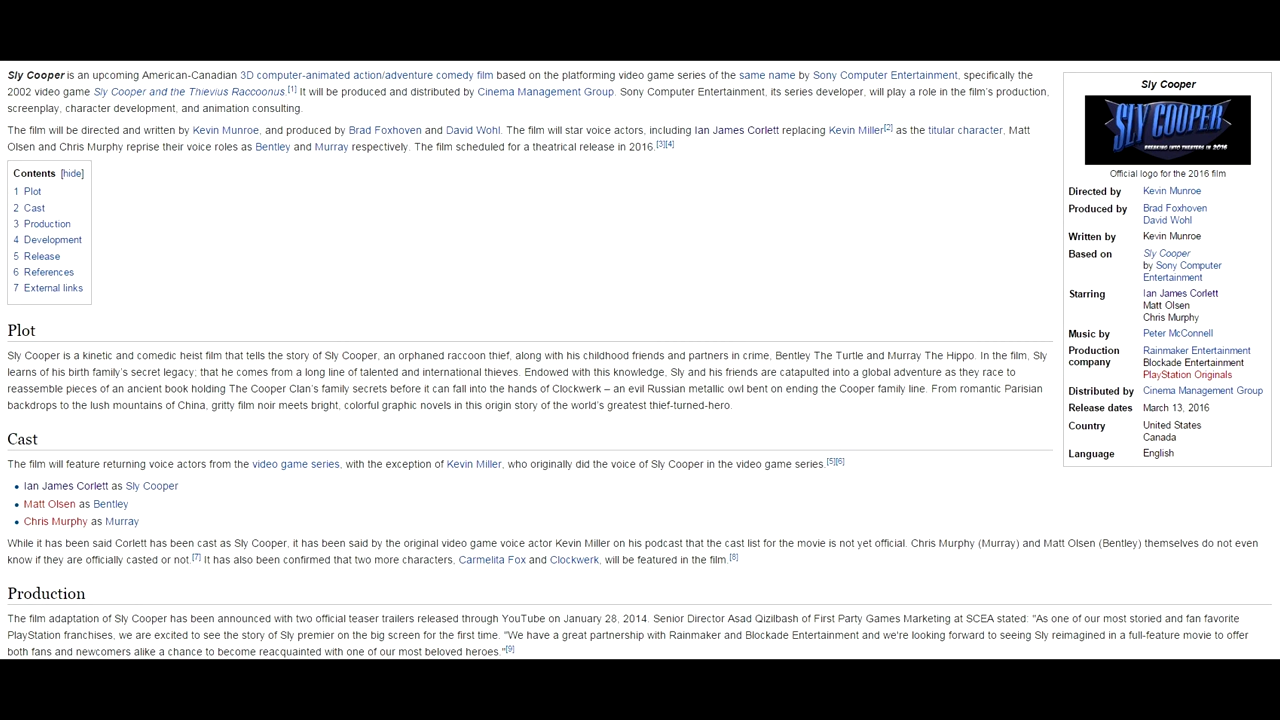 Sly Cooper is an upcoming American-Canadian 3D computer-animated action/adventure comedy film based on the platforming video game series of the same name by Sony Computer Entertainment, specifically the
2002 video game Sly Cooper and the Thievius Raccoonus.[1] It will be produced and distributed by Cinema Management Group. Sony Computer Entertainment, its series developer, will play a role in the film's production,
screenplay, character development, and animation consulting.
The film will be directed and written by Kevin Munroe, and produced by Brad Foxhoven and David Wohl. The film will star voice actors, including Ian James Corlett replacing Kevin Miller[2] as the titular character, Matt
Olsen and Chris Murphy reprise their voice roles as Bentley and Murray respectively. The film scheduled for a theatrical release in 2016.[3][4]
Contents [hide]
1 Plot
2 Cast
3 Production
4 Development
5 Release
6 References
7 External links
Sly Cooper
SLY COOPER
BREAKING INTO THEATERS IN 2016
Official logo for the 2016 film
Directed by Kevin Munroe
Produced by Brad Foxhoven
David Wohl
Written by Kevin Munroe
Based on Sly Cooper
by Sony Computer
Entertainment
Starring Ian James Corlett
Matt Olsen
Chris Murphy
Music by Peter McConnell
Production company Rainmaker Entertainment
Blockade Entertainment
PlayStation Originals
Distributed by Cinema Management Group
Release dates March 13, 2016
Country United States
Canada
Language English
Plot
Sly Cooper is a kinetic and comedic heist film that tells the story of Sly Cooper, an orphaned raccoon thief, along with his childhood friends and partners in crime, Bentley The Turtle and Murray The Hippo. In the film, Sly
learns of his birth family's secret legacy; that he comes from a long line of talented and international thieves. Endowed with this knowledge, Sly and his friends are catapulted into a global adventure as they race to
reassemble pieces of an ancient book holding The Cooper Clan's family secrets before it can fall into the hands of Clockwerk – an evil Russian metallic owl bent on ending the Cooper family line. From romantic Parisian
backdrops to the lush mountains of China, gritty film noir meets bright, colorful graphic novels in this origin story of the world's greatest thief-turned-hero.
Cast
The film will feature returning voice actors from the video game series, with the exception of Kevin Miller, who originally did the voice of Sly Cooper in the video game series.[5][6]
• Ian James Corlett as Sly Cooper
• Matt Olsen as Bentley
• Chris Murphy as Murray
While it has been said Corlett has been cast as Sly Cooper, it has been said by the original video game voice actor Kevin Miller on his podcast that the cast list for the movie is not yet official. Chris Murphy (Murray) and Matt Olsen (Bentley) themselves do not even
know if they are officially casted or not.[7] It has also been confirmed that two more characters, Carmelita Fox and Clockwerk, will be featured in the film.[8]
Production
The film adaptation of Sly Cooper has been announced with two official teaser trailers released through YouTube on January 28, 2014. Senior Director Asad Qizilbash of First Party Games Marketing at SCEA stated: "As one of our most storied and fan favorite
PlayStation franchises, we are excited to see the story of Sly premier on the big screen for the first time. "We have a great partnership with Rainmaker and Blockade Entertainment and we're looking forward to seeing Sly reimagined in a full-feature movie to offer
both fans and newcomers alike a chance to become reacquainted with one of our most beloved heroes."[9]